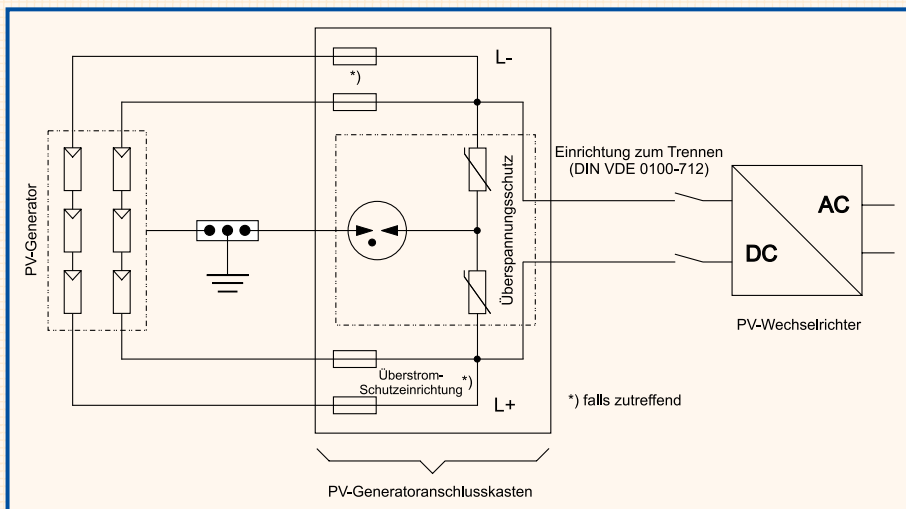 L-
*)
PV-Generator
Überspannungsschutz
Einrichtung zum Trennen
(DIN VDE 0100-712)
AC
DC
PV-Wechselrichter
Überstrom-
Schutzeinrichtung *)
L+
*) falls zutreffend
PV-Generatoranschlusskasten